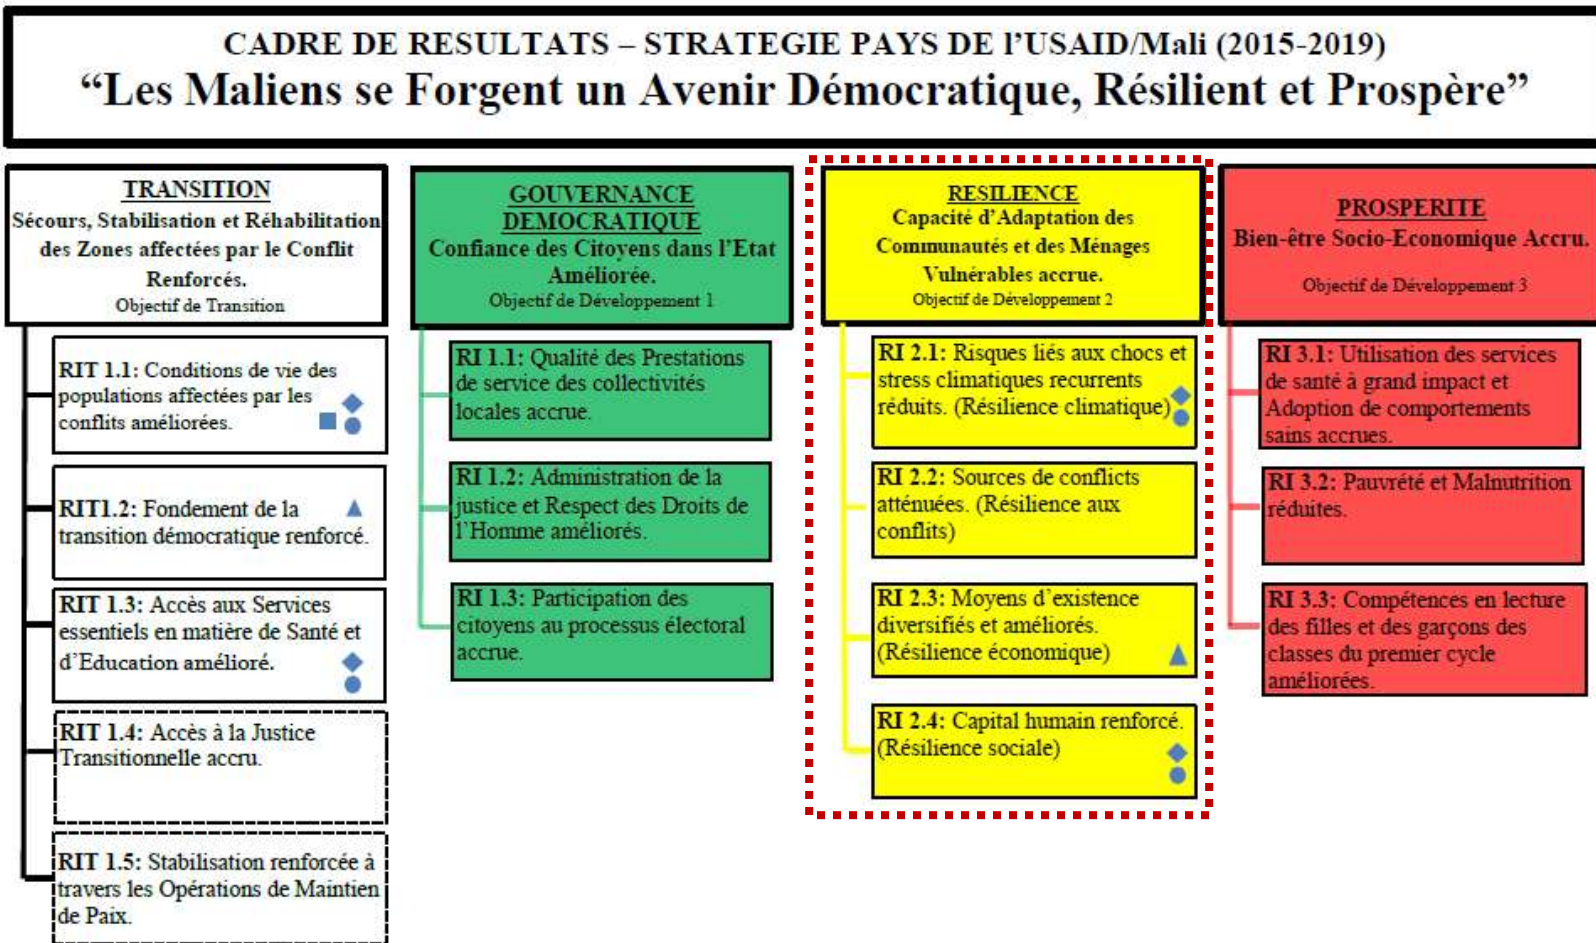 CADRE DE RESULTATS – STRATEGIE PAYS DE l'USAID/Mali (2015-2019)
“Les Maliens se Forgent un Avenir Démocratique, Résilient et Prospère”
TRANSITION
Sécours, Stabilisation et Réhabilitation
des Zones affectées par le Conflit
Renforcés.
Objectif de Transition
RIT 1.1: Conditions de vie des
populations affectées par les
conflits améliorées.
RIT1.2: Fondement de la
transition démocratique renforcé.
RIT 1.3: Accès aux Services
essentiels en matière de Santé et
d'Education amélioré.
RIT 1.4: Accès à la Justice
Transitionnelle accru.
RIT 1.5: Stabilisation renforcée à
travers les Opérations de Maintien
de Paix.
GOUVERNANCE
DEMOCRATIQUE
Confiance des Citoyens dans l'Etat
Améliorée.
Objectif de Développement 1
RI 1.1: Qualité des Prestations
de service des collectivités
locales accrue.
RI 1.2: Administration de la
justice et Respect des Droits de
l'Homme améliorés.
RI 1.3: Participation des
citoyens au processus électoral
accrue.
RESILIENCE
Capacité d'Adaptation des
Communautés et des Ménages
Vulnérables accrue.
Objectif de Développement 2
RI 2.1: Risques liés aux chocs et
stress climatiques recurrents
réduits. (Résilience climatique)
RI 2.2: Sources de conflicts
atténuées. (Résilience aux
conflits)
RI 2.3: Moyens d'existence
diversifiés et améliorés.
(Résilience économique)
RI 2.4: Capital humain renforcé.
(Résilience sociale)
PROSPERITE
Bien-être Socio-Economique Accru.
Objectif de Développement 3
RI 3.1: Utilisation des services
de santé à grand impact et
Adoption de comportements
sains accrues.
RI 3.2: Pauvrété et Malnutrition
réduites.
RI 3.3: Compétences en lecture
des filles et des garçons des
classes du premier cycle
améliorées.